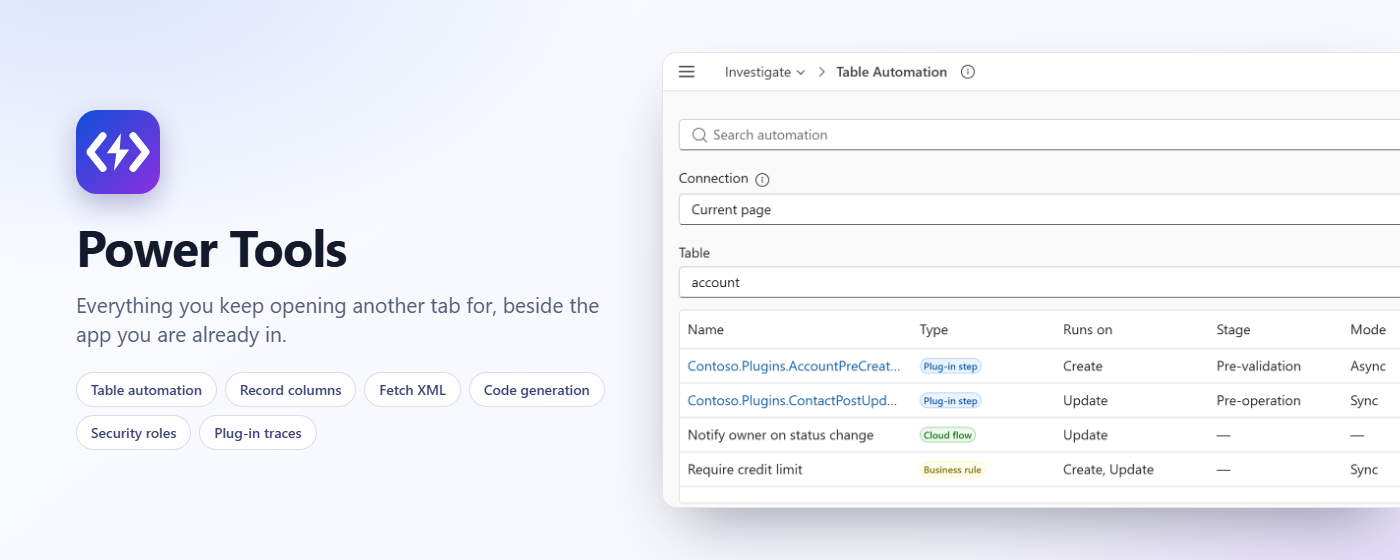 Power Tools
Everything you keep opening another tab for, beside the
app you are already in.
Table automation
Record columns
Fetch XML
Code generation
Security roles
Plug-in traces
Investigate
Table Automation
Search automation
Connection
Current page
Table
account
Name Type Runs on Stage Mode
Contoso.Plugins.AccountPreCreat... Plug-in step Create Pre-validation Async
Contoso.Plugins.ContactPostUpd... Plug-in step Update Pre-operation Sync
Notify owner on status change Cloud flow Update — —
Require credit limit Business rule Create, Update — Sync